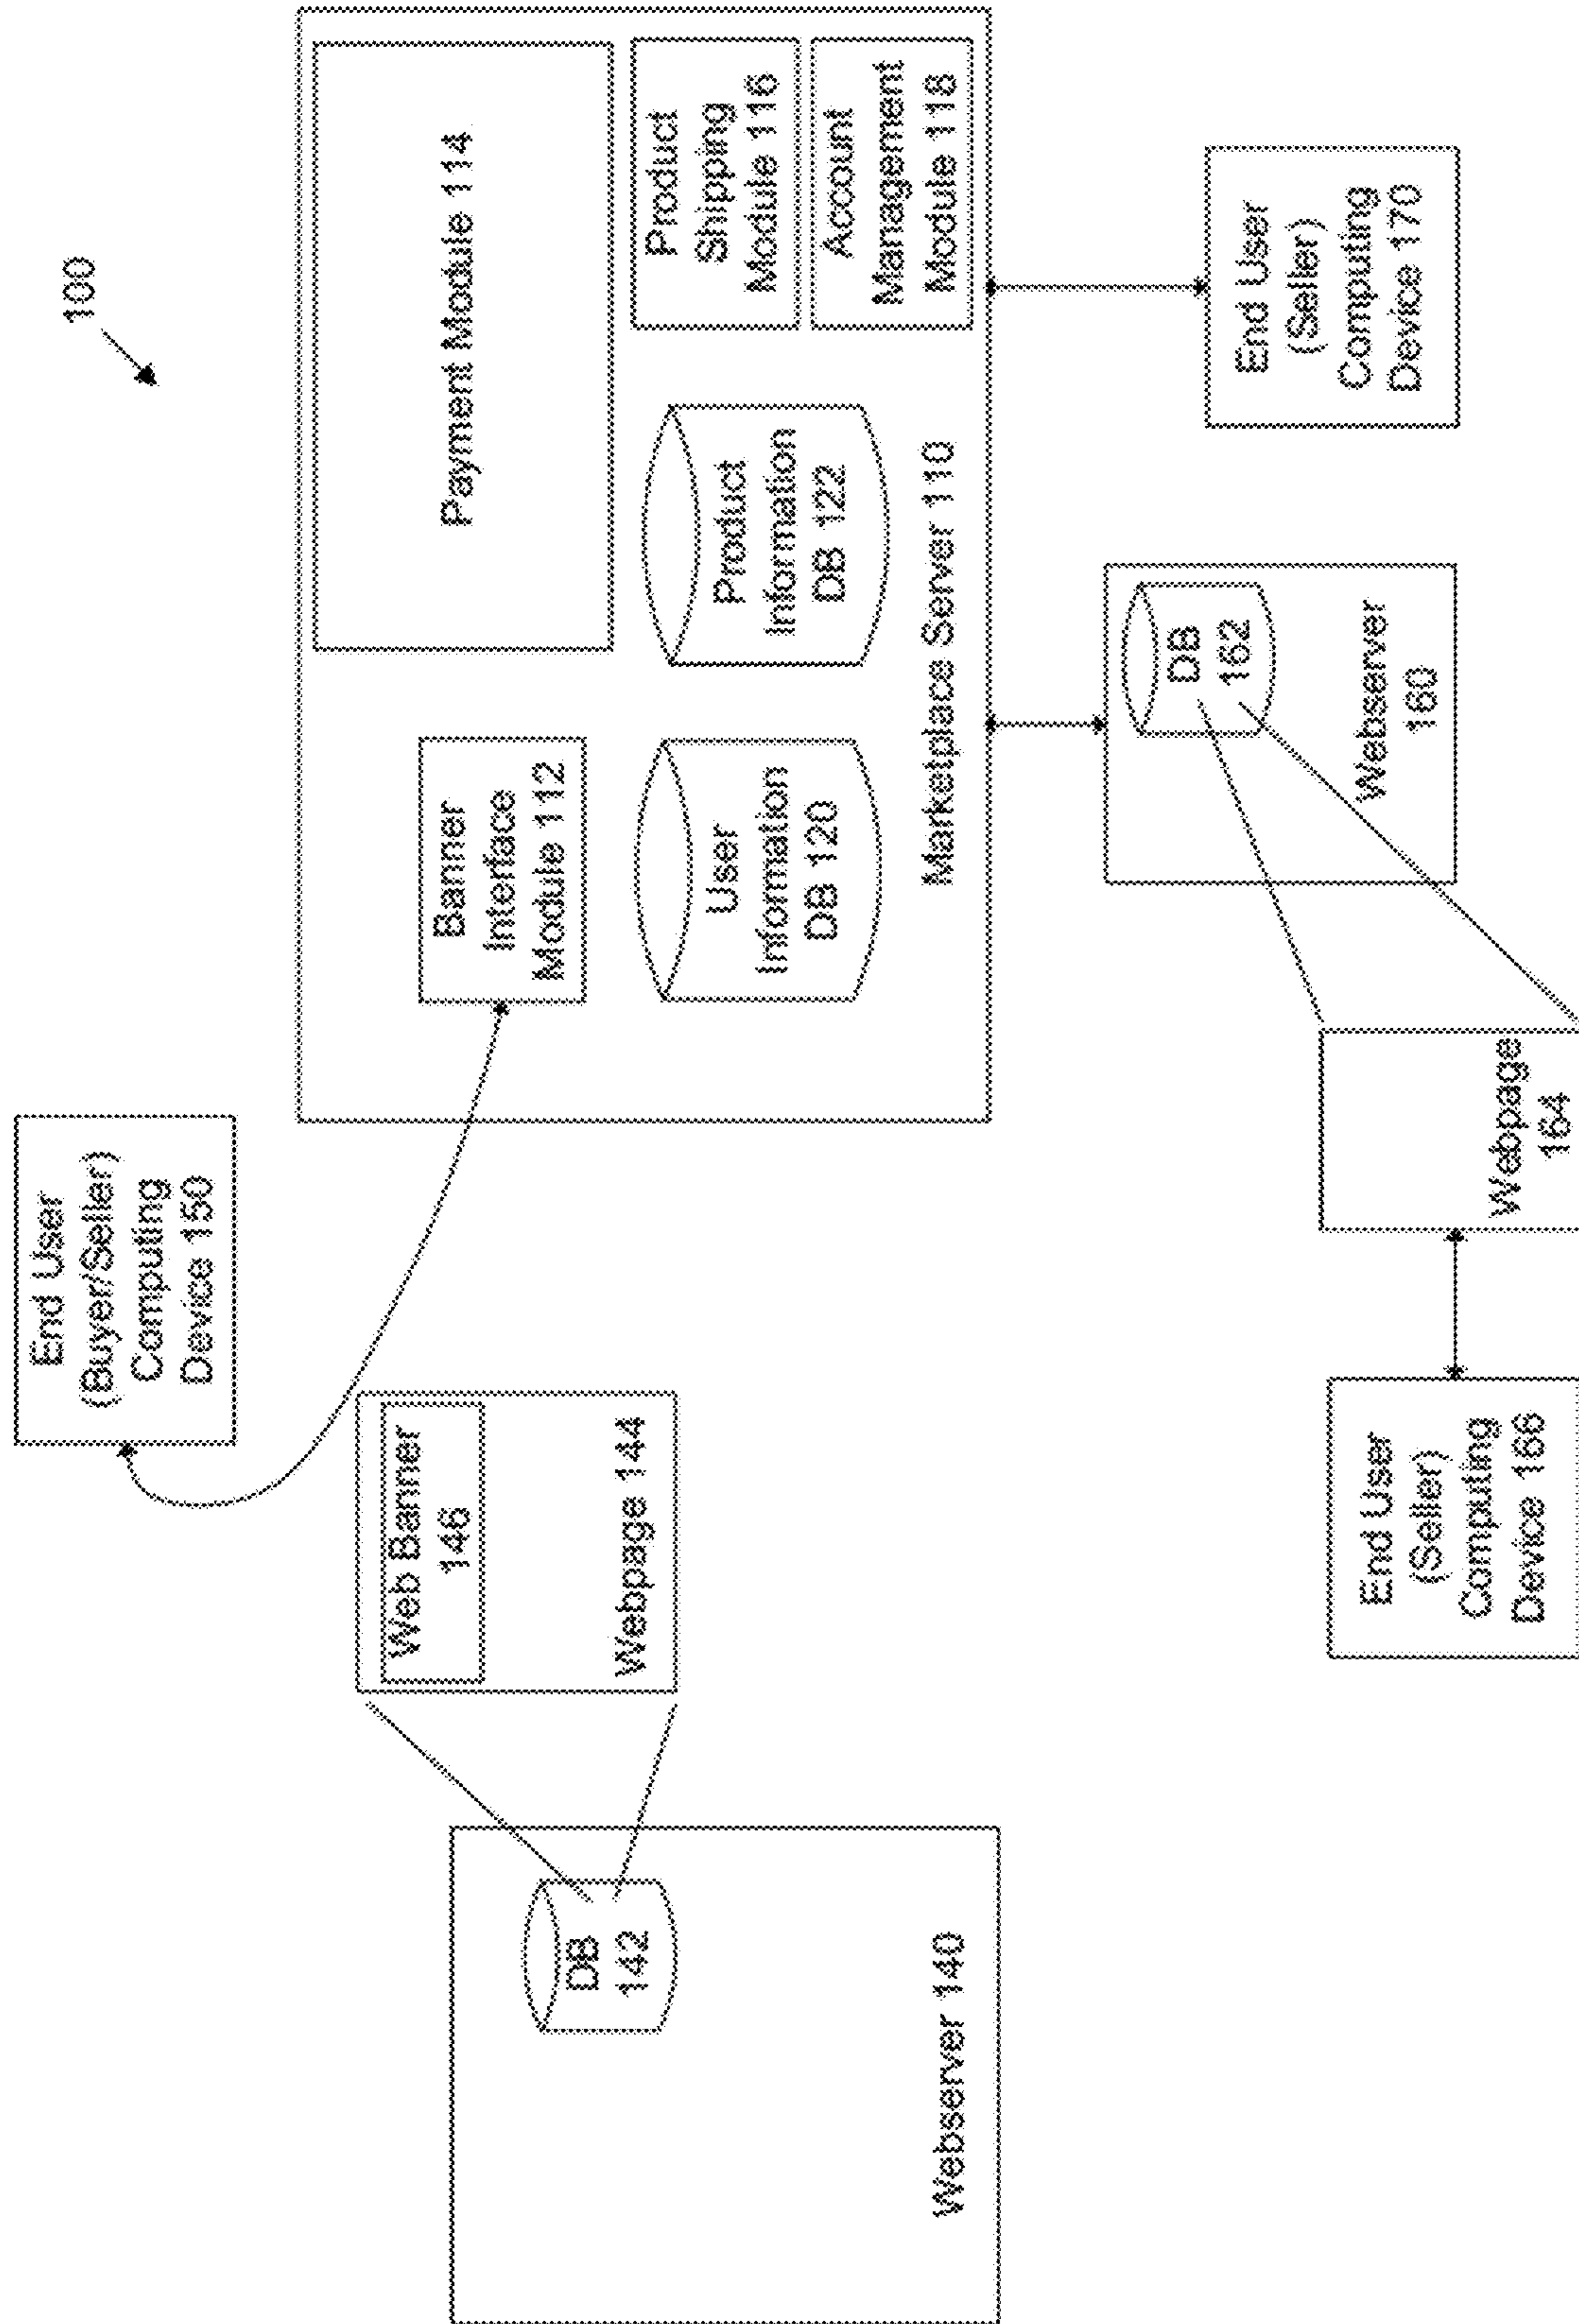 100
End User
(Buyer/Seller)
Computing
Device 150
Web Banner
146
Webpage 144
DB
142
Webserver 140
Banner
Interface
Module 112
Payment Module 114
User
Information
DB 120
Product
Information
DB 122
Product
Shipping
Module 116
Account
Management
Module 118
Marketplace Server 110
DB
162
Webserver
160
End User
(Seller)
Computing
Device 170
Webpage
164
End User
(Seller)
Computing
Device 166